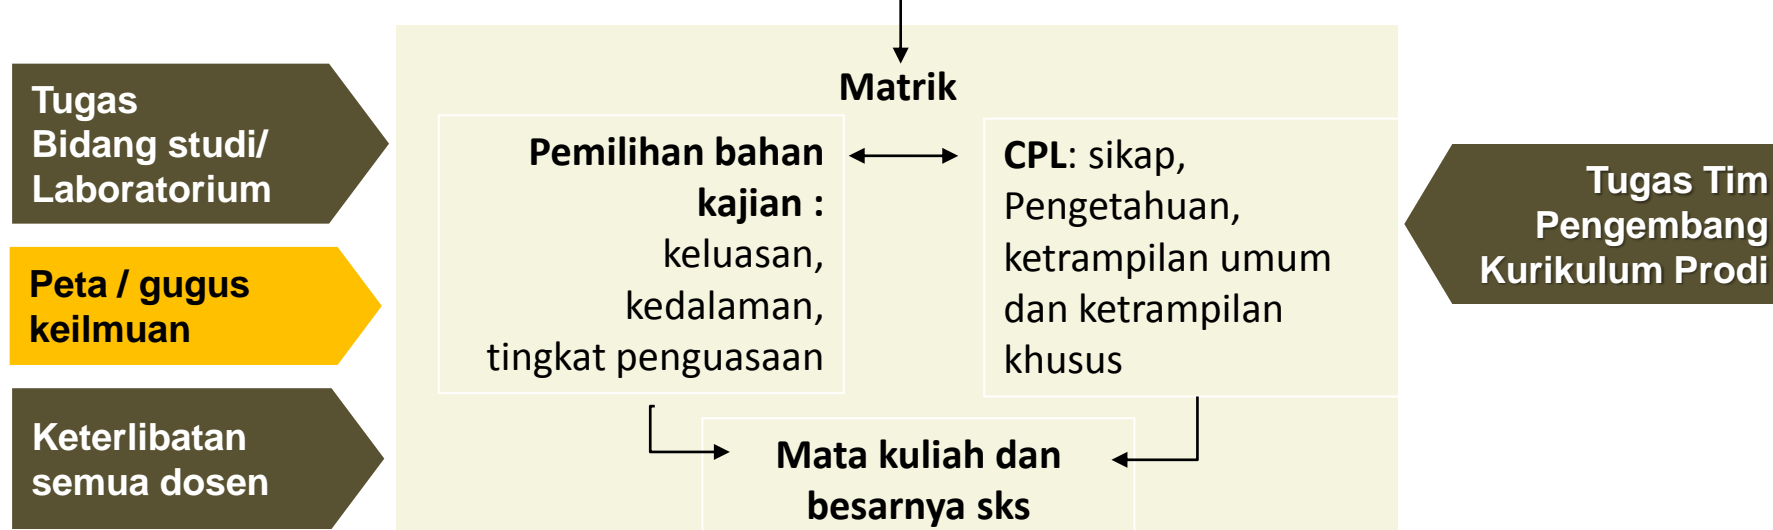 Matrik
Tugas
Bidang studi/
Laboratorium
Peta / gugus
keilmuan
Keterlibatan
semua dosen
Pemilihan bahan
kajian :
keluasan,
kedalaman,
tingkat penguasaan
CPL: sikap,
Pengetahuan,
ketrampilan umum
dan ketrampilan
khusus
Tugas Tim
Pengembang
Kurikulum Prodi
Mata kuliah dan
besarnya sks